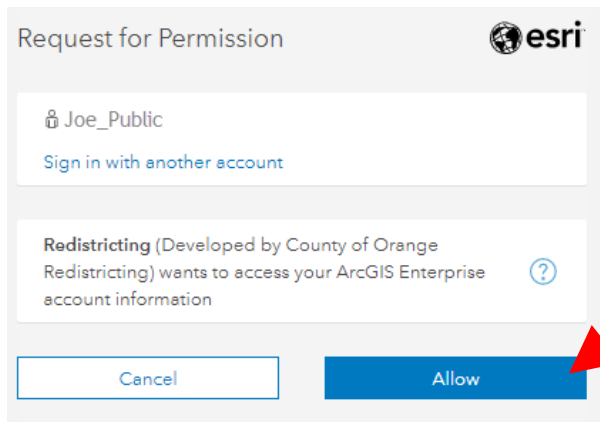 Request for Permission
esri
Joe_Public
Sign in with another account
Redistricting (Developed by County of Orange
Redistricting) wants to access your ArcGIS Enterprise
account information
?
Cancel
Allow